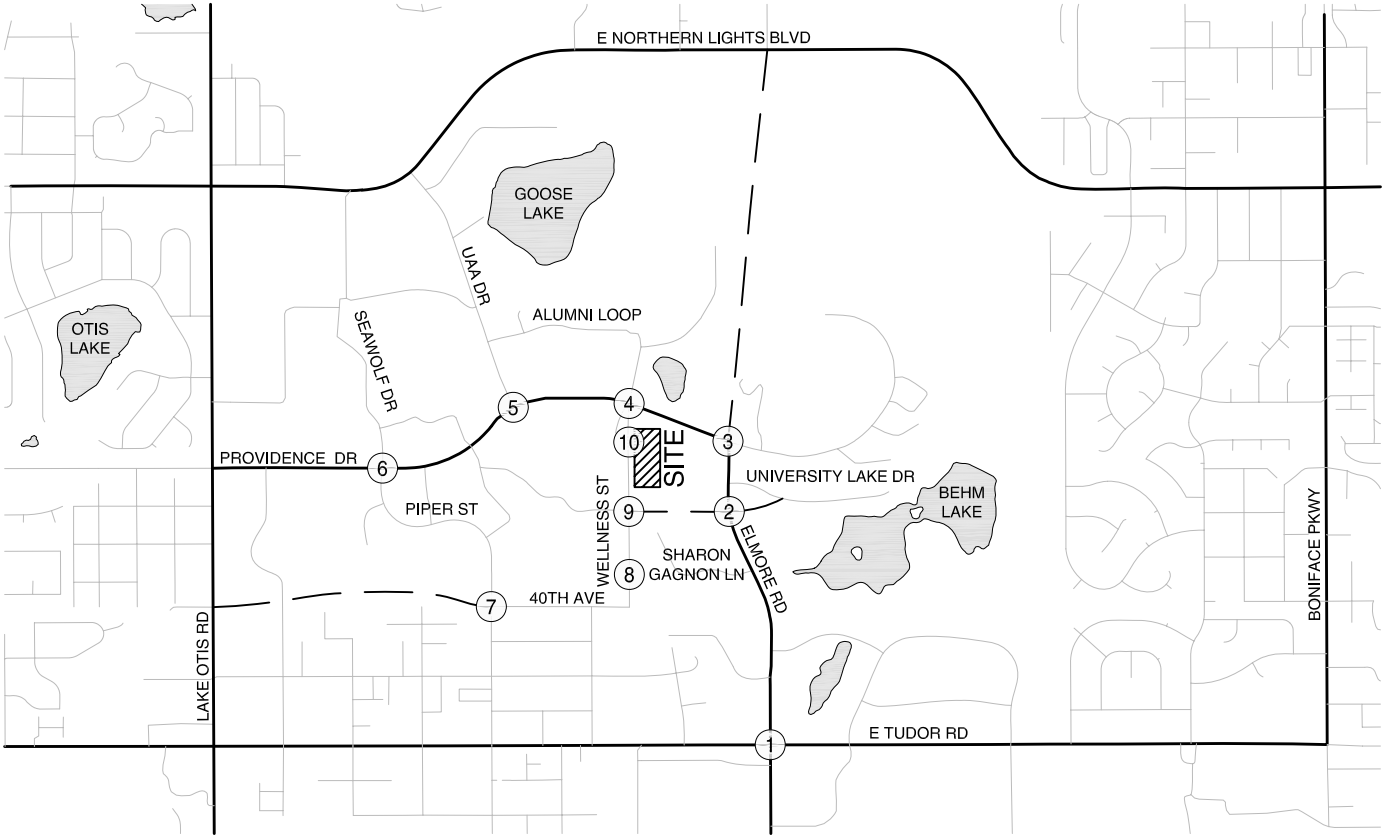 E NORTHERN LIGHTS BLVD
GOOSE
LAKE
UAA DR
ALUMNI LOOP
OTIS
LAKE
SEAWOLF DR
5
4
10
3
SITE
PROVIDENCE DR
6
UNIVERSITY LAKE DR
BEHM
LAKE
PIPER ST
WELLNESS ST
9
2
ELMORE RD
SHARON
GAGNON LN
8
40TH AVE
7
BONIFACE PKWY
LAKE OTIS RD
E TUDOR RD
1